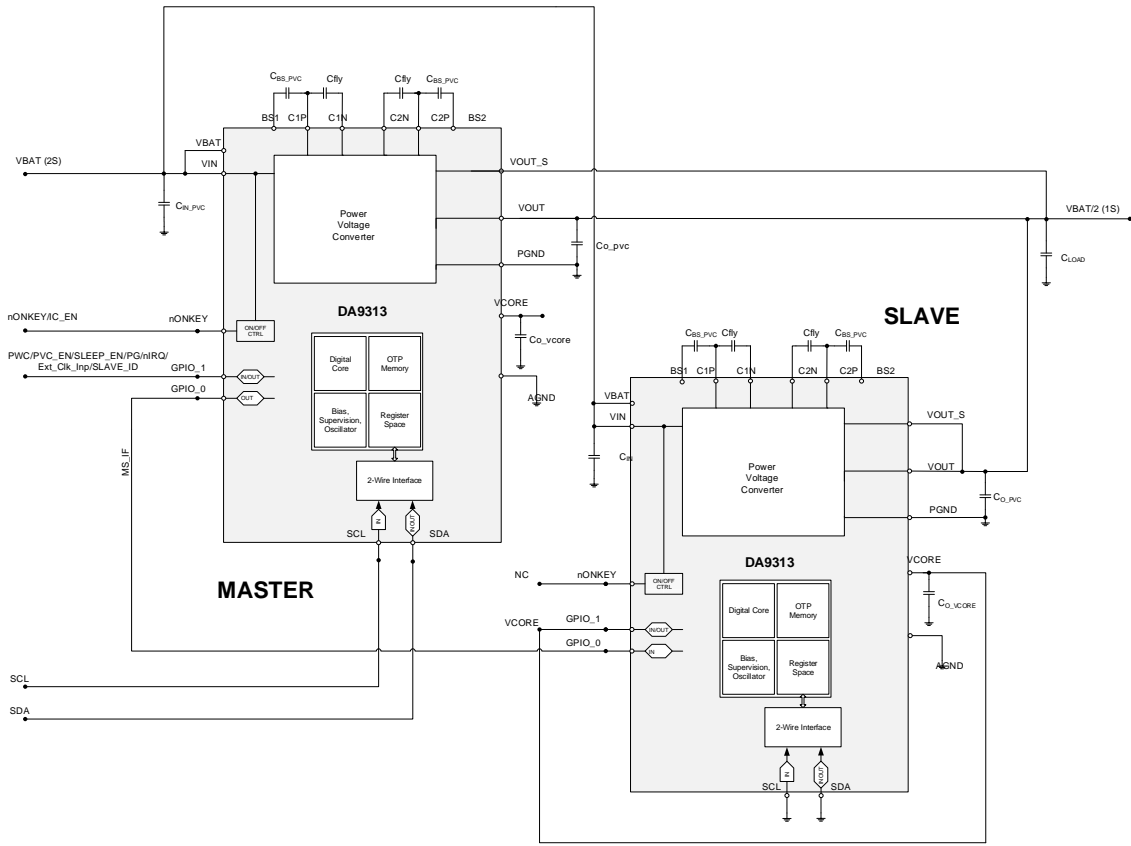 C_BS_PVC
Cfly
Cfly
C_BS_PVC
BS1
C1P
C1N
C2N
C2P
BS2
VBAT
VBAT (2S)
VIN
VOUT_S
C_IN_PVC
Power
Voltage
Converter
VOUT
VBAT/2 (1S)
Co_pvc
PGND
C_LOAD
VCORE
nONKEY/IC_EN
nONKEY
ON/OFF
CTRL
DA9313
Co_vcore
SLAVE
PWC/PVC_EN/SLEEP_EN/PG/nIRQ/
Ext_Clk_Inp/SLAVE_ID
GPIO_1
IN/OUT
GPIO_0
OUT
Digital
Core
OTP
Memory
AGND
Bias,
Supervision,
Oscillator
Register
Space
MS_IF
2-Wire Interface
IN
IN/OUT
SCL
SDA
MASTER
C_BS_PVC
Cfly
Cfly
C_BS_PVC
BS1
C1P
C1N
C2N
C2P
BS2
VBAT
VIN
VOUT_S
C_IN
Power
Voltage
Converter
VOUT
C_O_PVC
PGND
DA9313
VCORE
NC
nONKEY
ON/OFF
CTRL
C_O_VCORE
VCORE
GPIO_1
IN/OUT
GPIO_0
IN
Digital Core
OTP
Memory
AGND
Bias,
Supervision,
Oscillator
Register
Space
SCL
SDA
2-Wire Interface
IN
IN/OUT
SCL
SDA